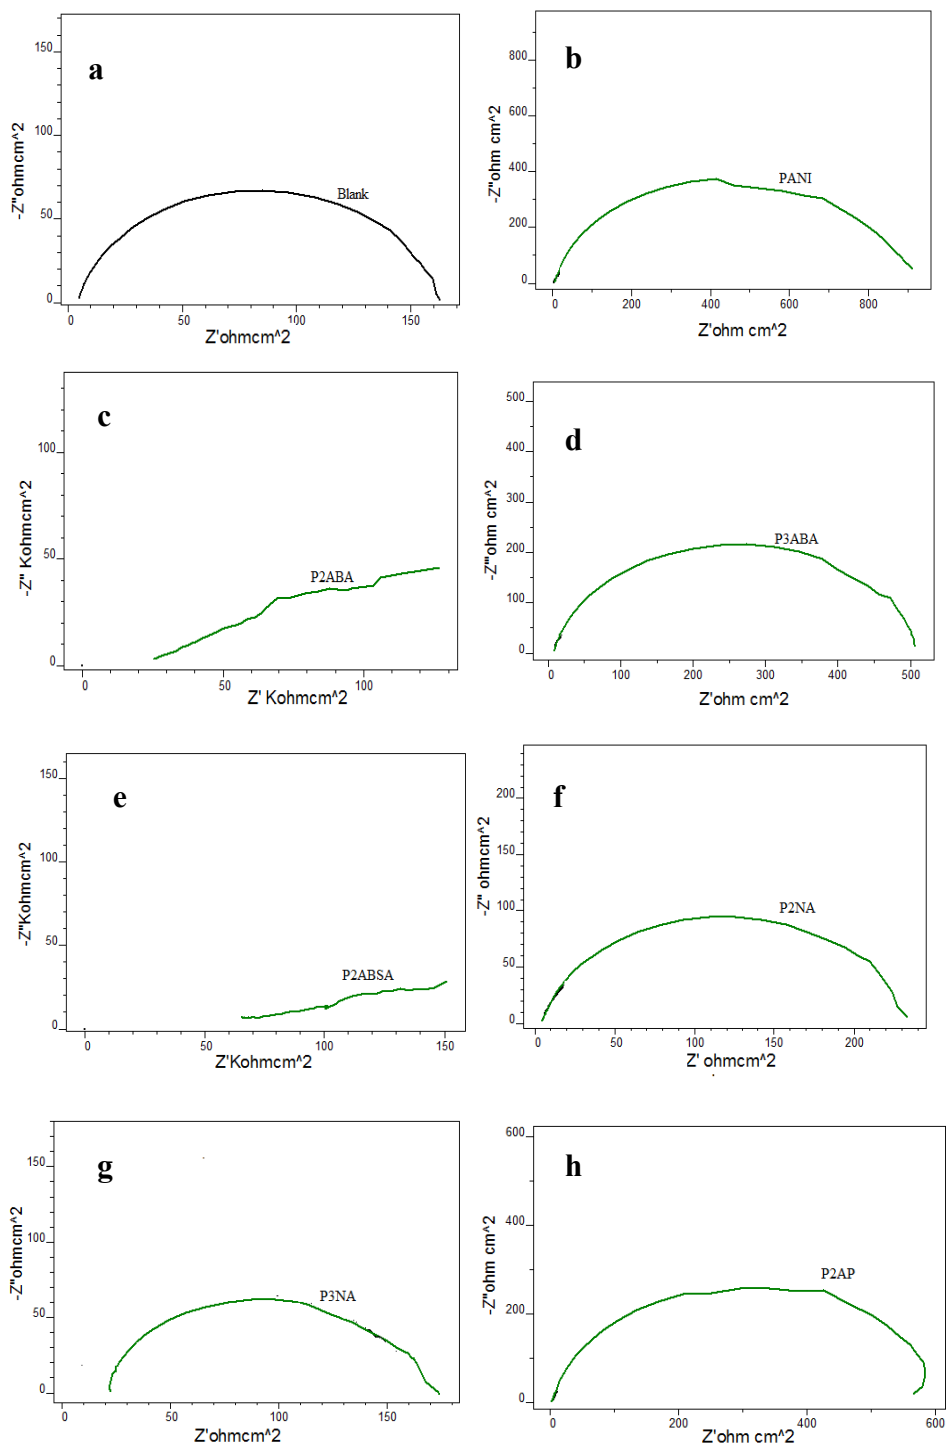 a
-Z''ohmcm^2
150
100
50
0
Blank
0
50
100
150
Z'ohmcm^2
b
-Z''ohm cm^2
800
600
400
200
0
PANI
0
200
400
600
800
Z'ohm cm^2
c
-Z'' Kohmcm^2
100
50
0
P2ABA
0
50
100
Z' Kohmcm^2
d
-Z''ohm cm^2
500
400
300
200
100
0
P3ABA
0
100
200
300
400
500
Z'ohm cm^2
e
-Z''Kohmcm^2
150
100
50
0
P2ABSA
0
50
100
150
Z'Kohmcm^2
f
-Z'' ohmcm^2
200
150
100
50
0
P2NA
0
50
100
150
200
Z' ohmcm^2
g
-Z''ohmcm^2
150
100
50
0
P3NA
0
50
100
150
Z'ohmcm^2
h
-Z''ohm cm^2
600
400
200
0
P2AP
0
200
400
600
Z'ohm cm^2